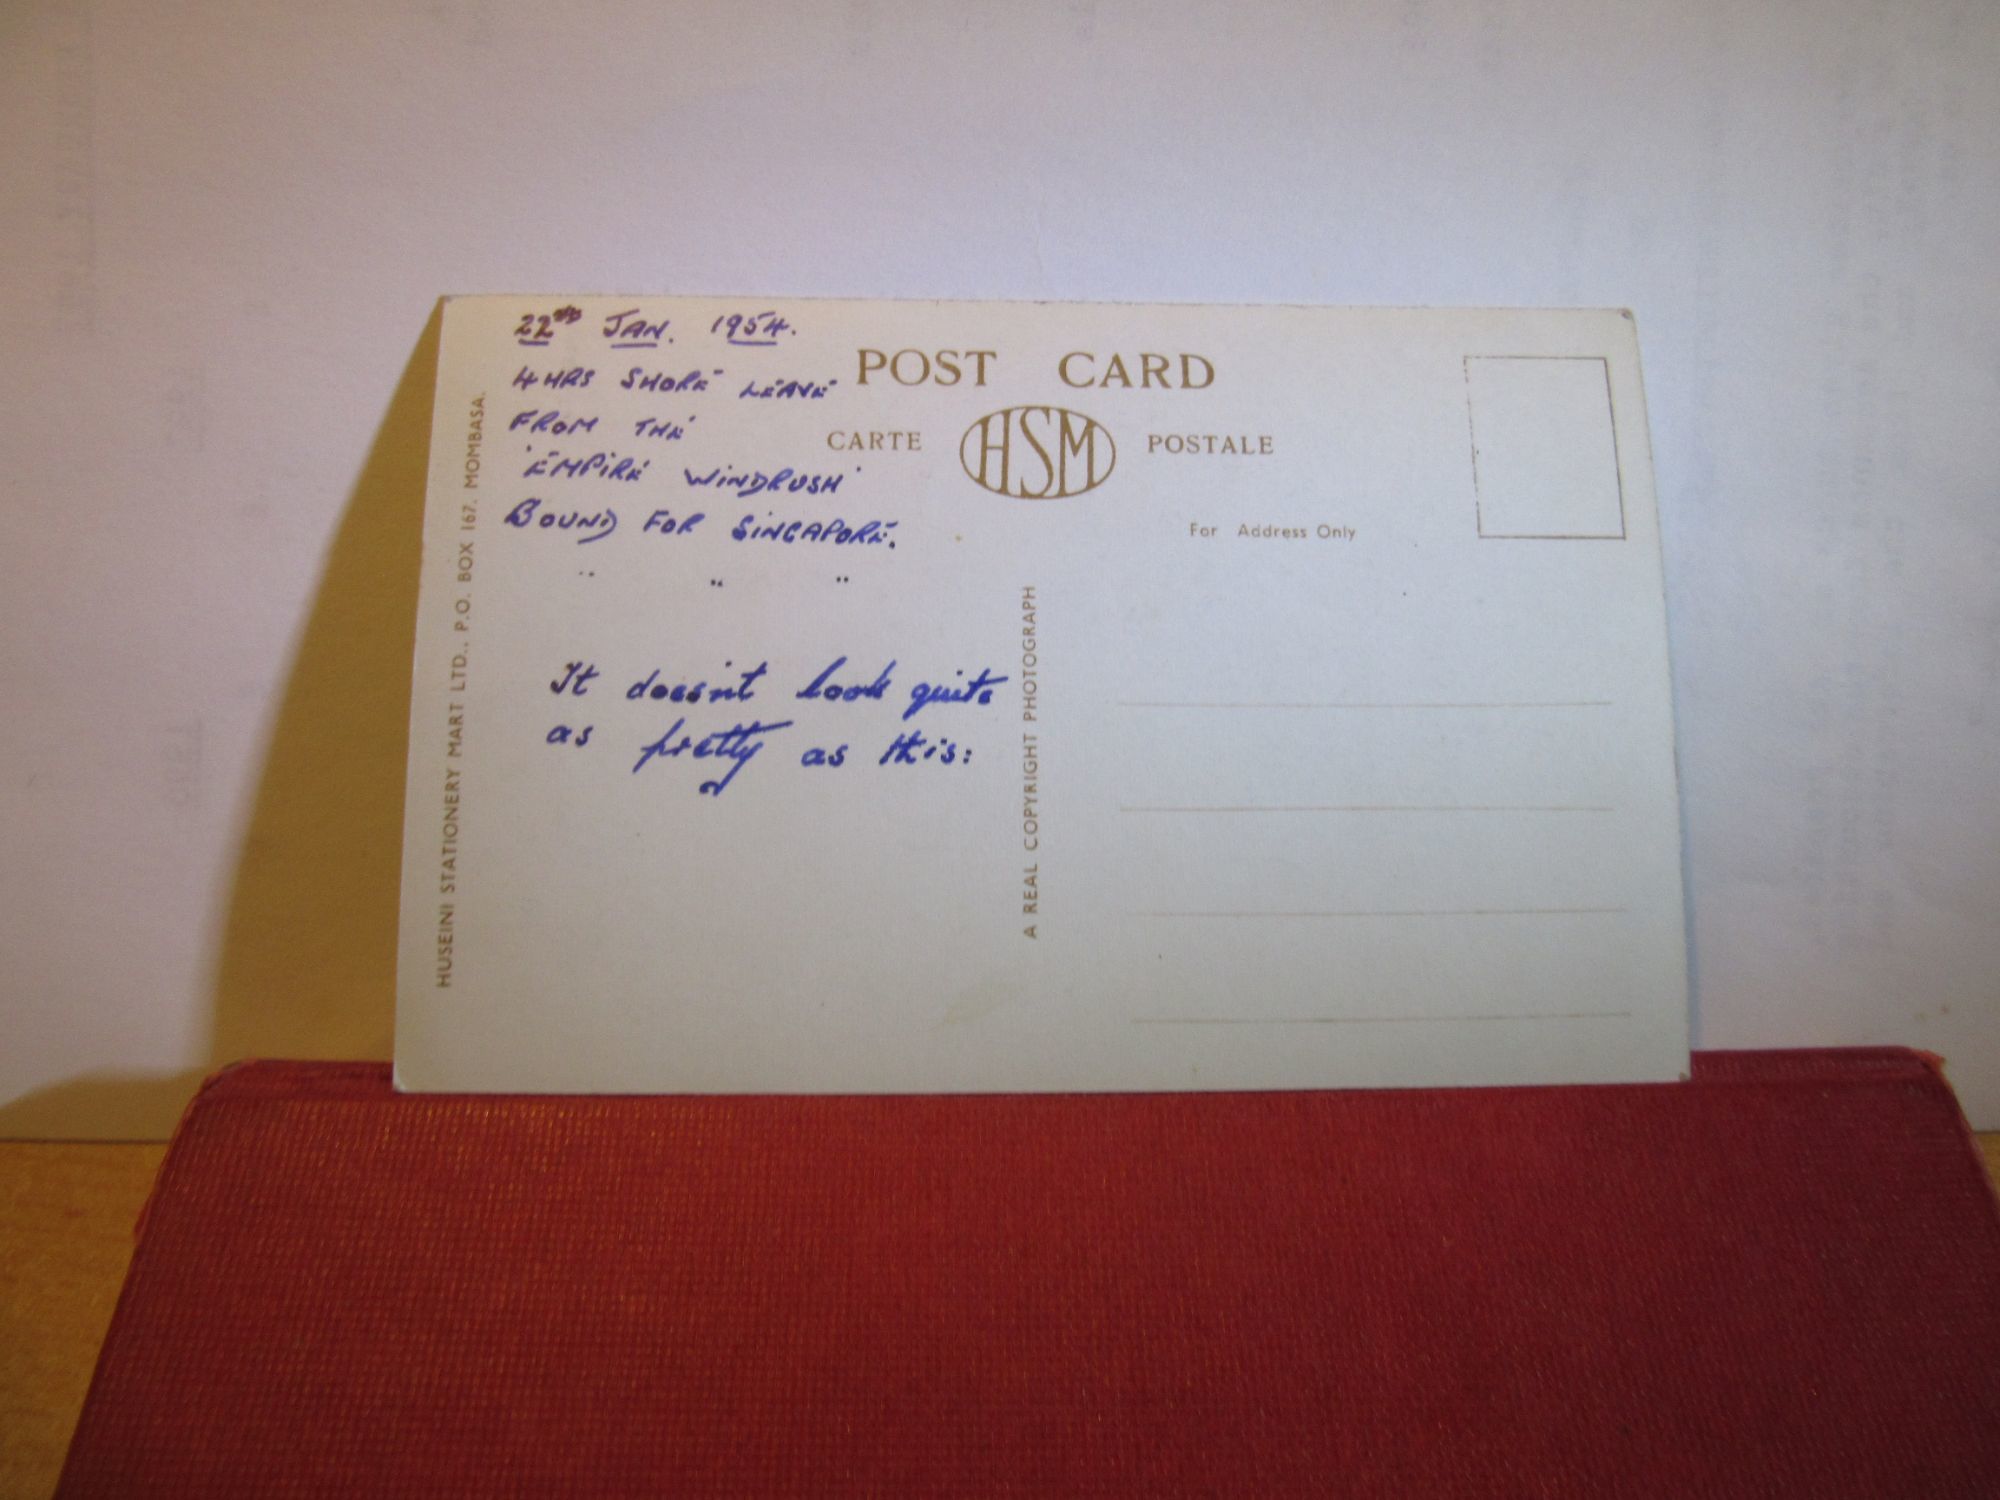 22nd JAN. 1954.
4 HRS SHORE LEAVE
FROM THE
'EMPIRE WINDRUSH'
BOUND FOR SINGAPORE.
" " "
It doesn't look quite
as pretty as this:
HUSEINI STATIONERY MART LTD., P.O. BOX 167. MOMBASA.
POST CARD
CARTE HSM POSTALE
For Address Only
A REAL COPYRIGHT PHOTOGRAPH